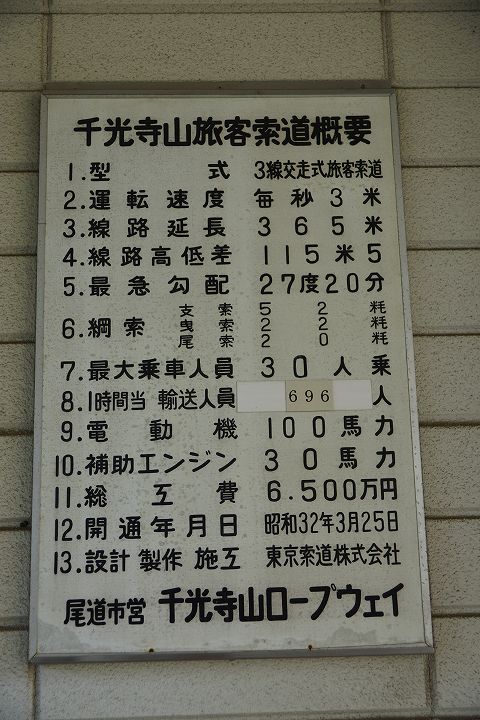 千光寺山旅客索道概要
1.型式 3線交走式旅客索道
2.運転速度 毎秒3米
3.線路延長 365米
4.線路高低差 115米5
5.最急勾配 27度20分
6.綱索 支索 52粍
曳索 22粍
尾索 20粍
7.最大乗車人員 30人乗
8.1時間当輸送人員 696人
9.電動機 100馬力
10.補助エンジン 30馬力
11.総工費 6.500万円
12.開通年月日 昭和32年3月25日
13.設計 製作 施工 東京索道株式会社
尾道市営 千光寺山ロープウェイ